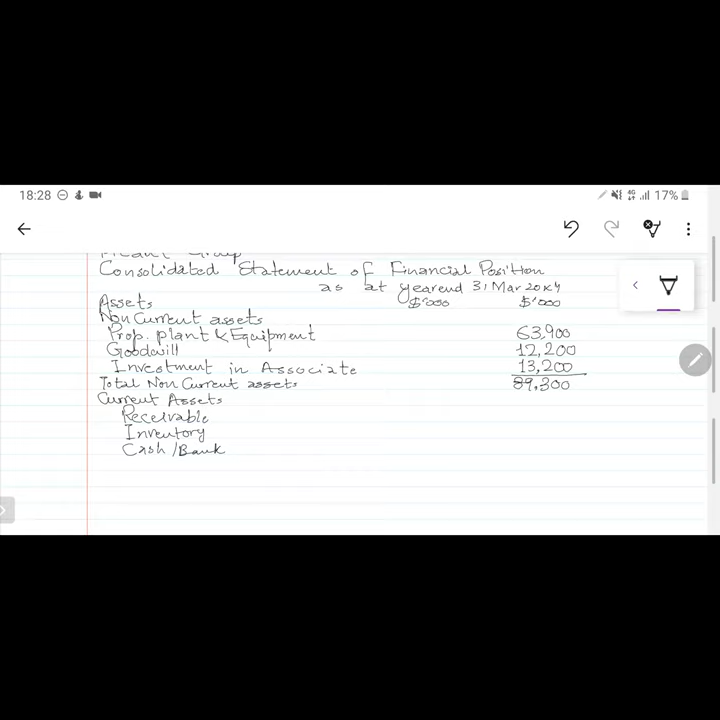 18:28 4G 17%
Group
Consolidated Statement of Financial Position
as at yearend 31 Mar 20x4
Assets $'000 $'000
Non Current assets
Prop. plant & Equipment 63,900
Goodwill 12,200
Investment in Associate 13,200
Total Non Current assets 89,300
Current Assets
Receivable
Inventory
Cash/Bank